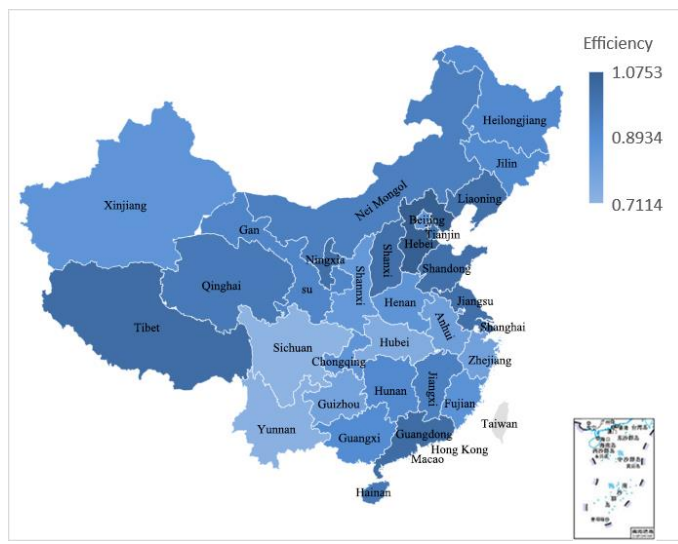 Efficiency
1.0753
0.8934
0.7114
Heilongjiang
Jilin
Liaoning
Nei Mongol
Xinjiang
Gan
su
Beijing
Tianjin
Hebei
Shanxi
Ningxia
Shannxi
Shandong
Qinghai
Henan
Jiangsu
Tibet
Anhui
Shanghai
Sichuan
Hubei
Chongqing
Zhejiang
Hunan
Jiangxi
Guizhou
Fujian
Yunnan
Taiwan
Guangxi
Guangdong
Hong Kong
Macao
Hainan